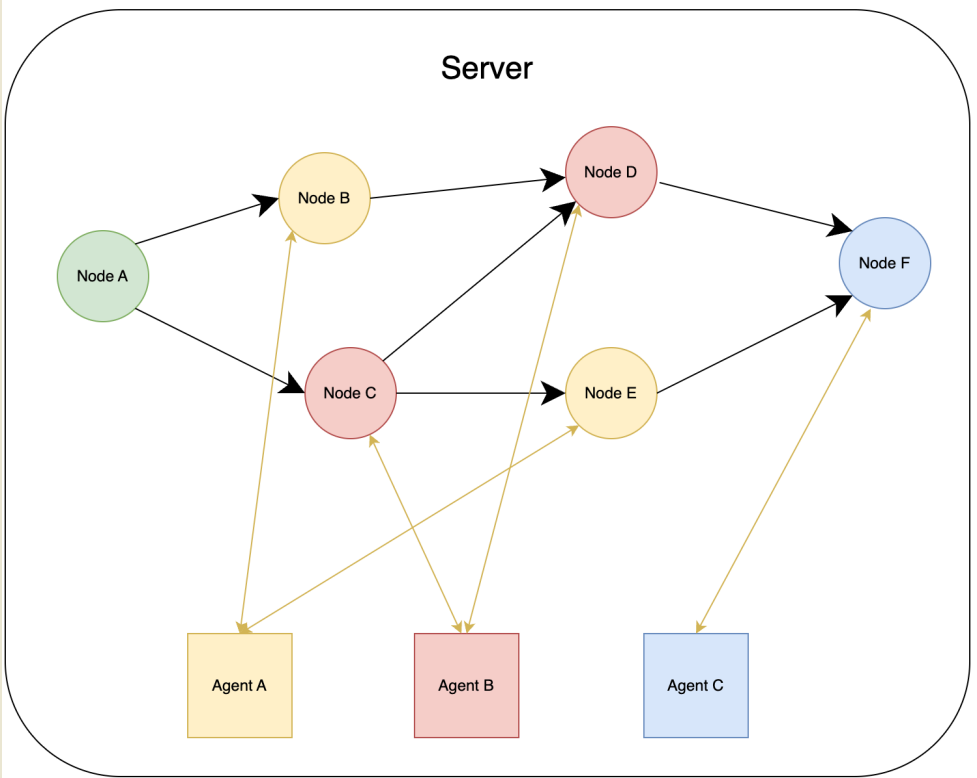 Server
Node A
Node B
Node C
Node D
Node E
Node F
Agent A
Agent B
Agent C